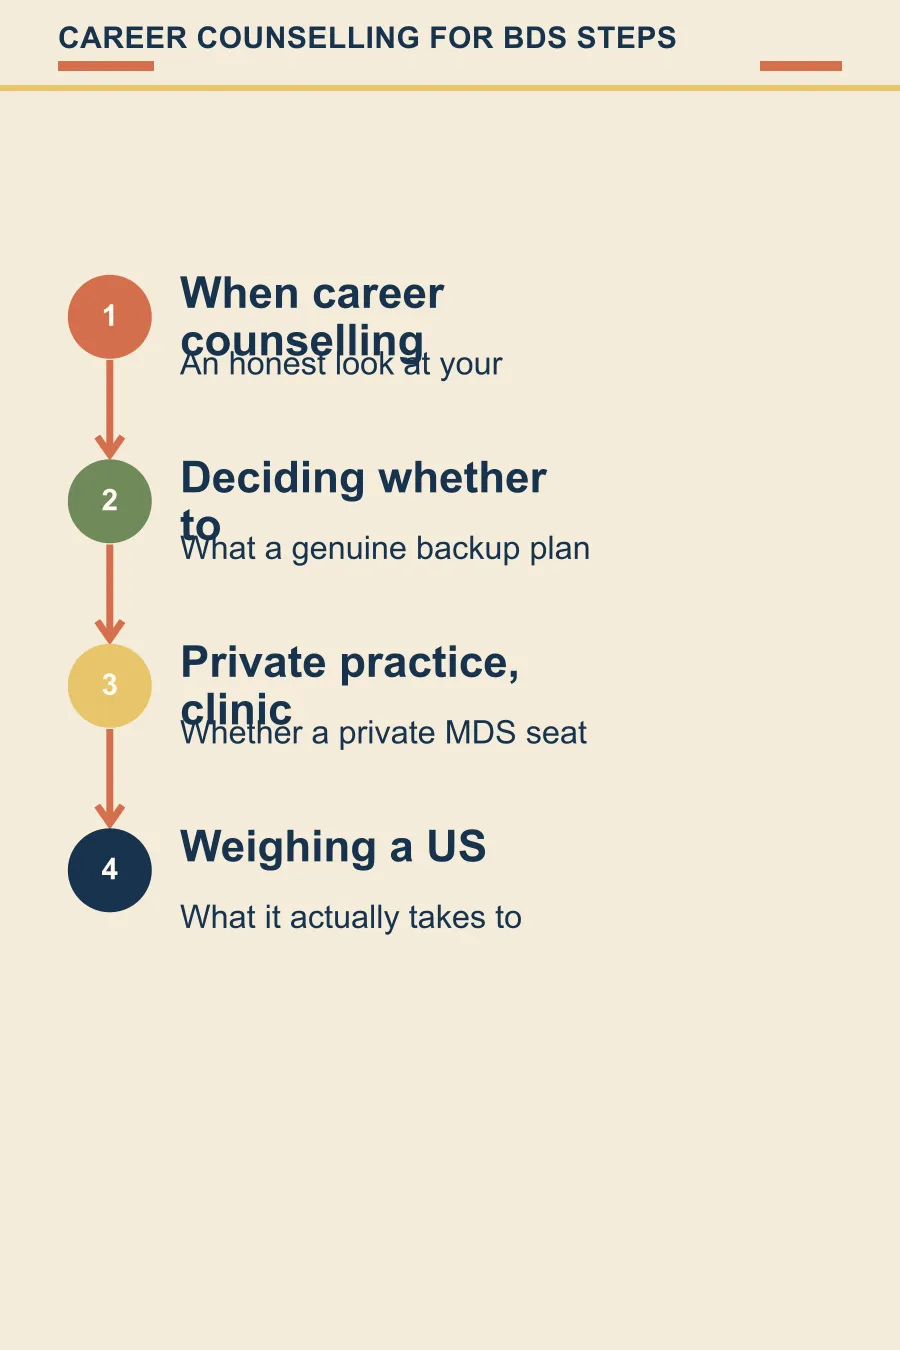 CAREER COUNSELLING FOR BDS STEPS
1
When career
counselling
An honest look at your
2
Deciding whether
to
What a genuine backup plan
3
Private practice,
clinic
Whether a private MDS seat
4
Weighing a US
What it actually takes to